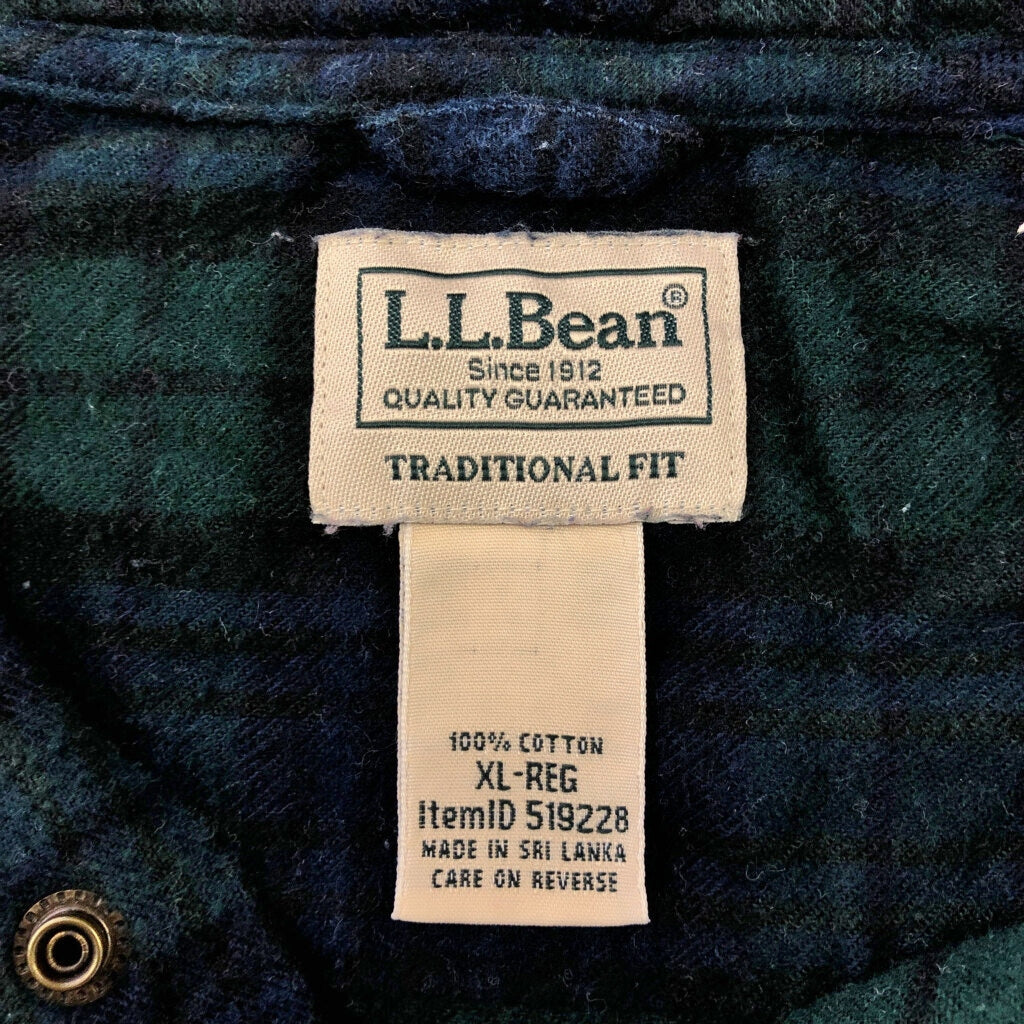 L.L.Bean®
Since 1912
QUALITY GUARANTEED
TRADITIONAL FIT
100% COTTON
XL-REG
ItemID 519228
MADE IN SRI LANKA
CARE ON REVERSE